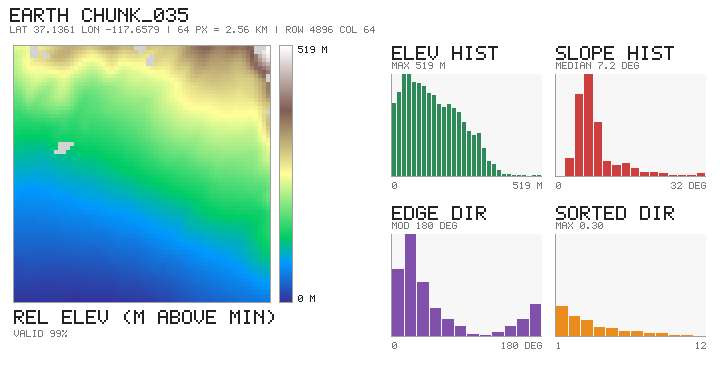 EARTH CHUNK_035
LAT 37.1361 LON -117.6579 | 64 PX = 2.56 KM | ROW 4896 COL 64
519 M
0 M
REL ELEV (M ABOVE MIN)
VALID 99%
ELEV HIST
MAX 519 M
0 519 M
SLOPE HIST
MEDIAN 7.2 DEG
0 32 DEG
EDGE DIR
MOD 180 DEG
0 180 DEG
SORTED DIR
MAX 0.30
1 12